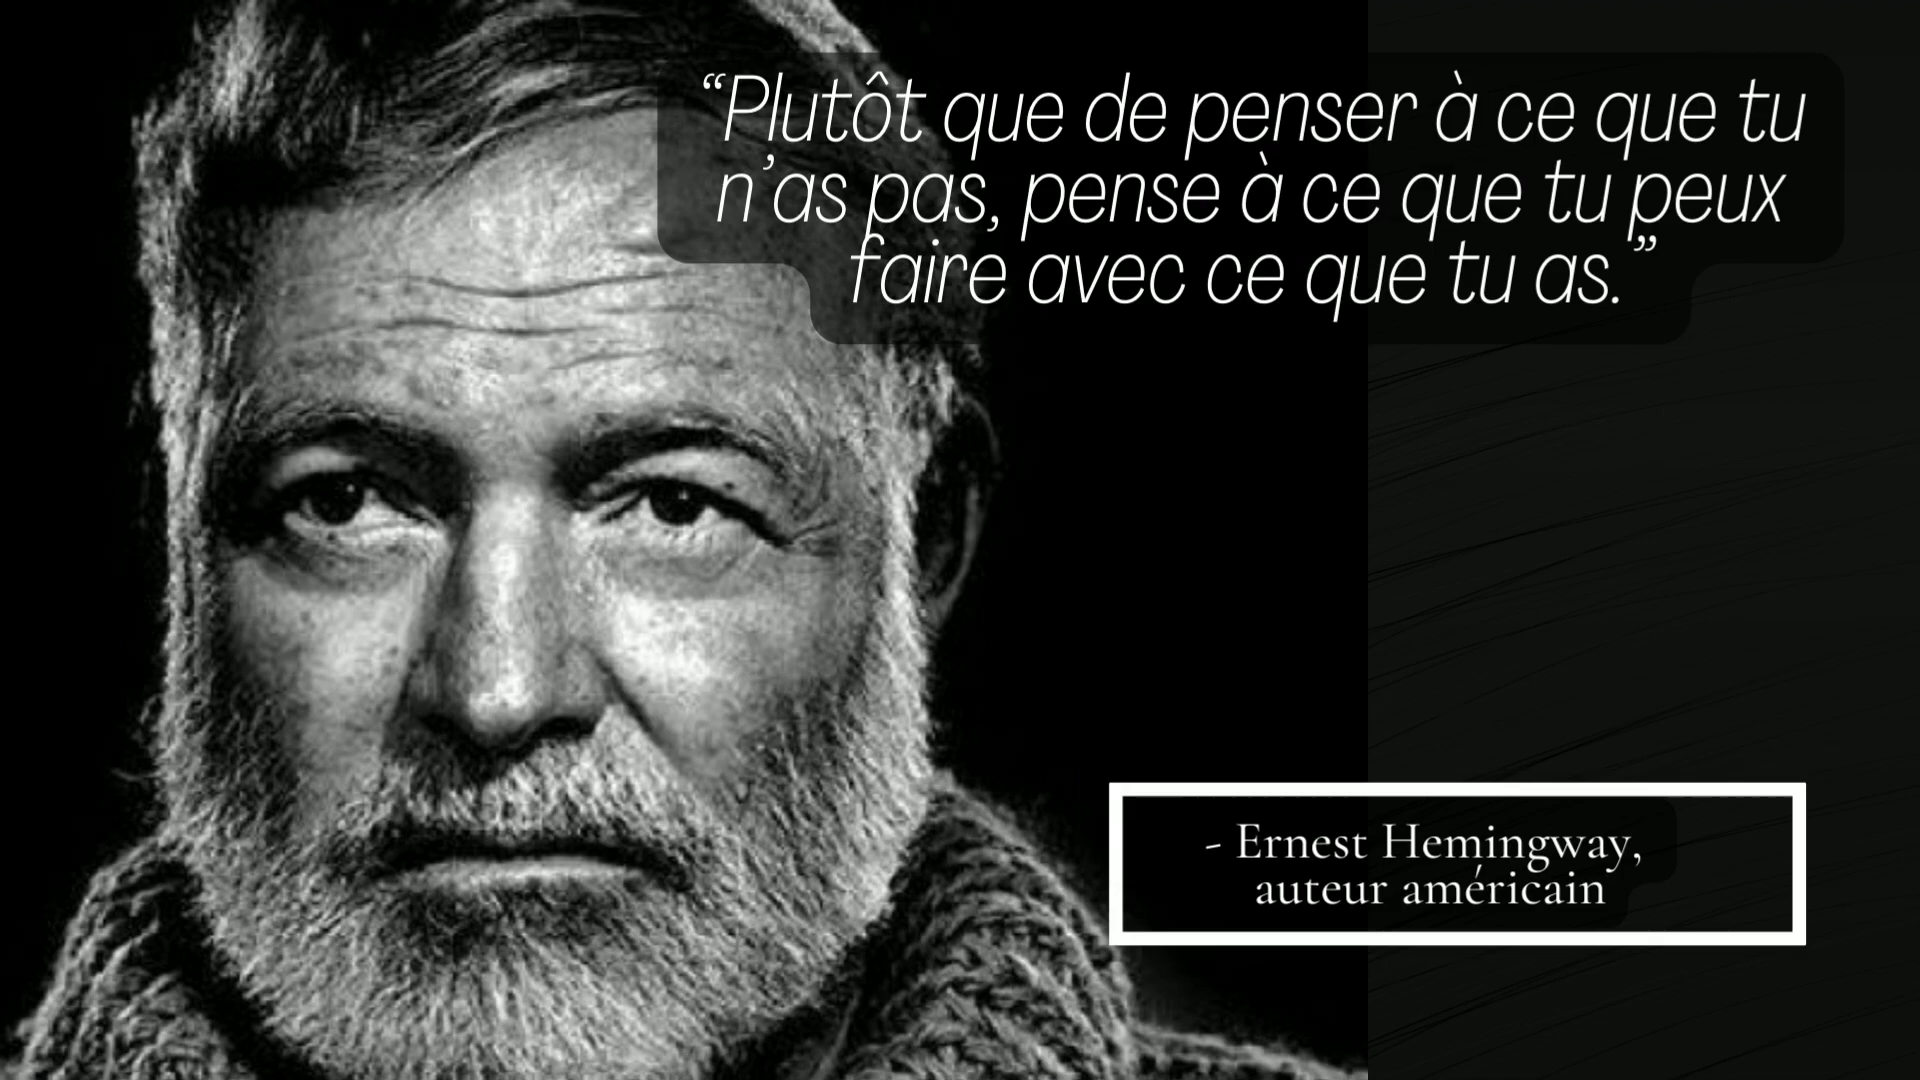 “Plutôt que de penser à ce que tu
n’as pas, pense à ce que tu peux
faire avec ce que tu as.”
- Ernest Hemingway,
auteur américain